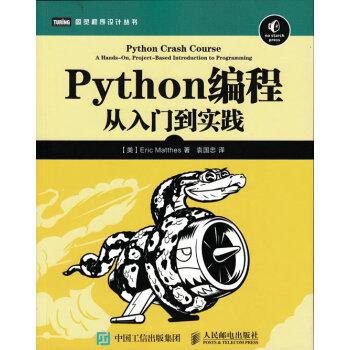 TURING 图灵程序设计丛书
no starch
press
Python Crash Course
A Hands-On, Project-Based Introduction to Programming
Python编程
从入门到实践
【美】Eric Matthes 著 袁国忠 译
中国工信出版集团
人民邮电出版社
POSTS & TELECOM PRESS